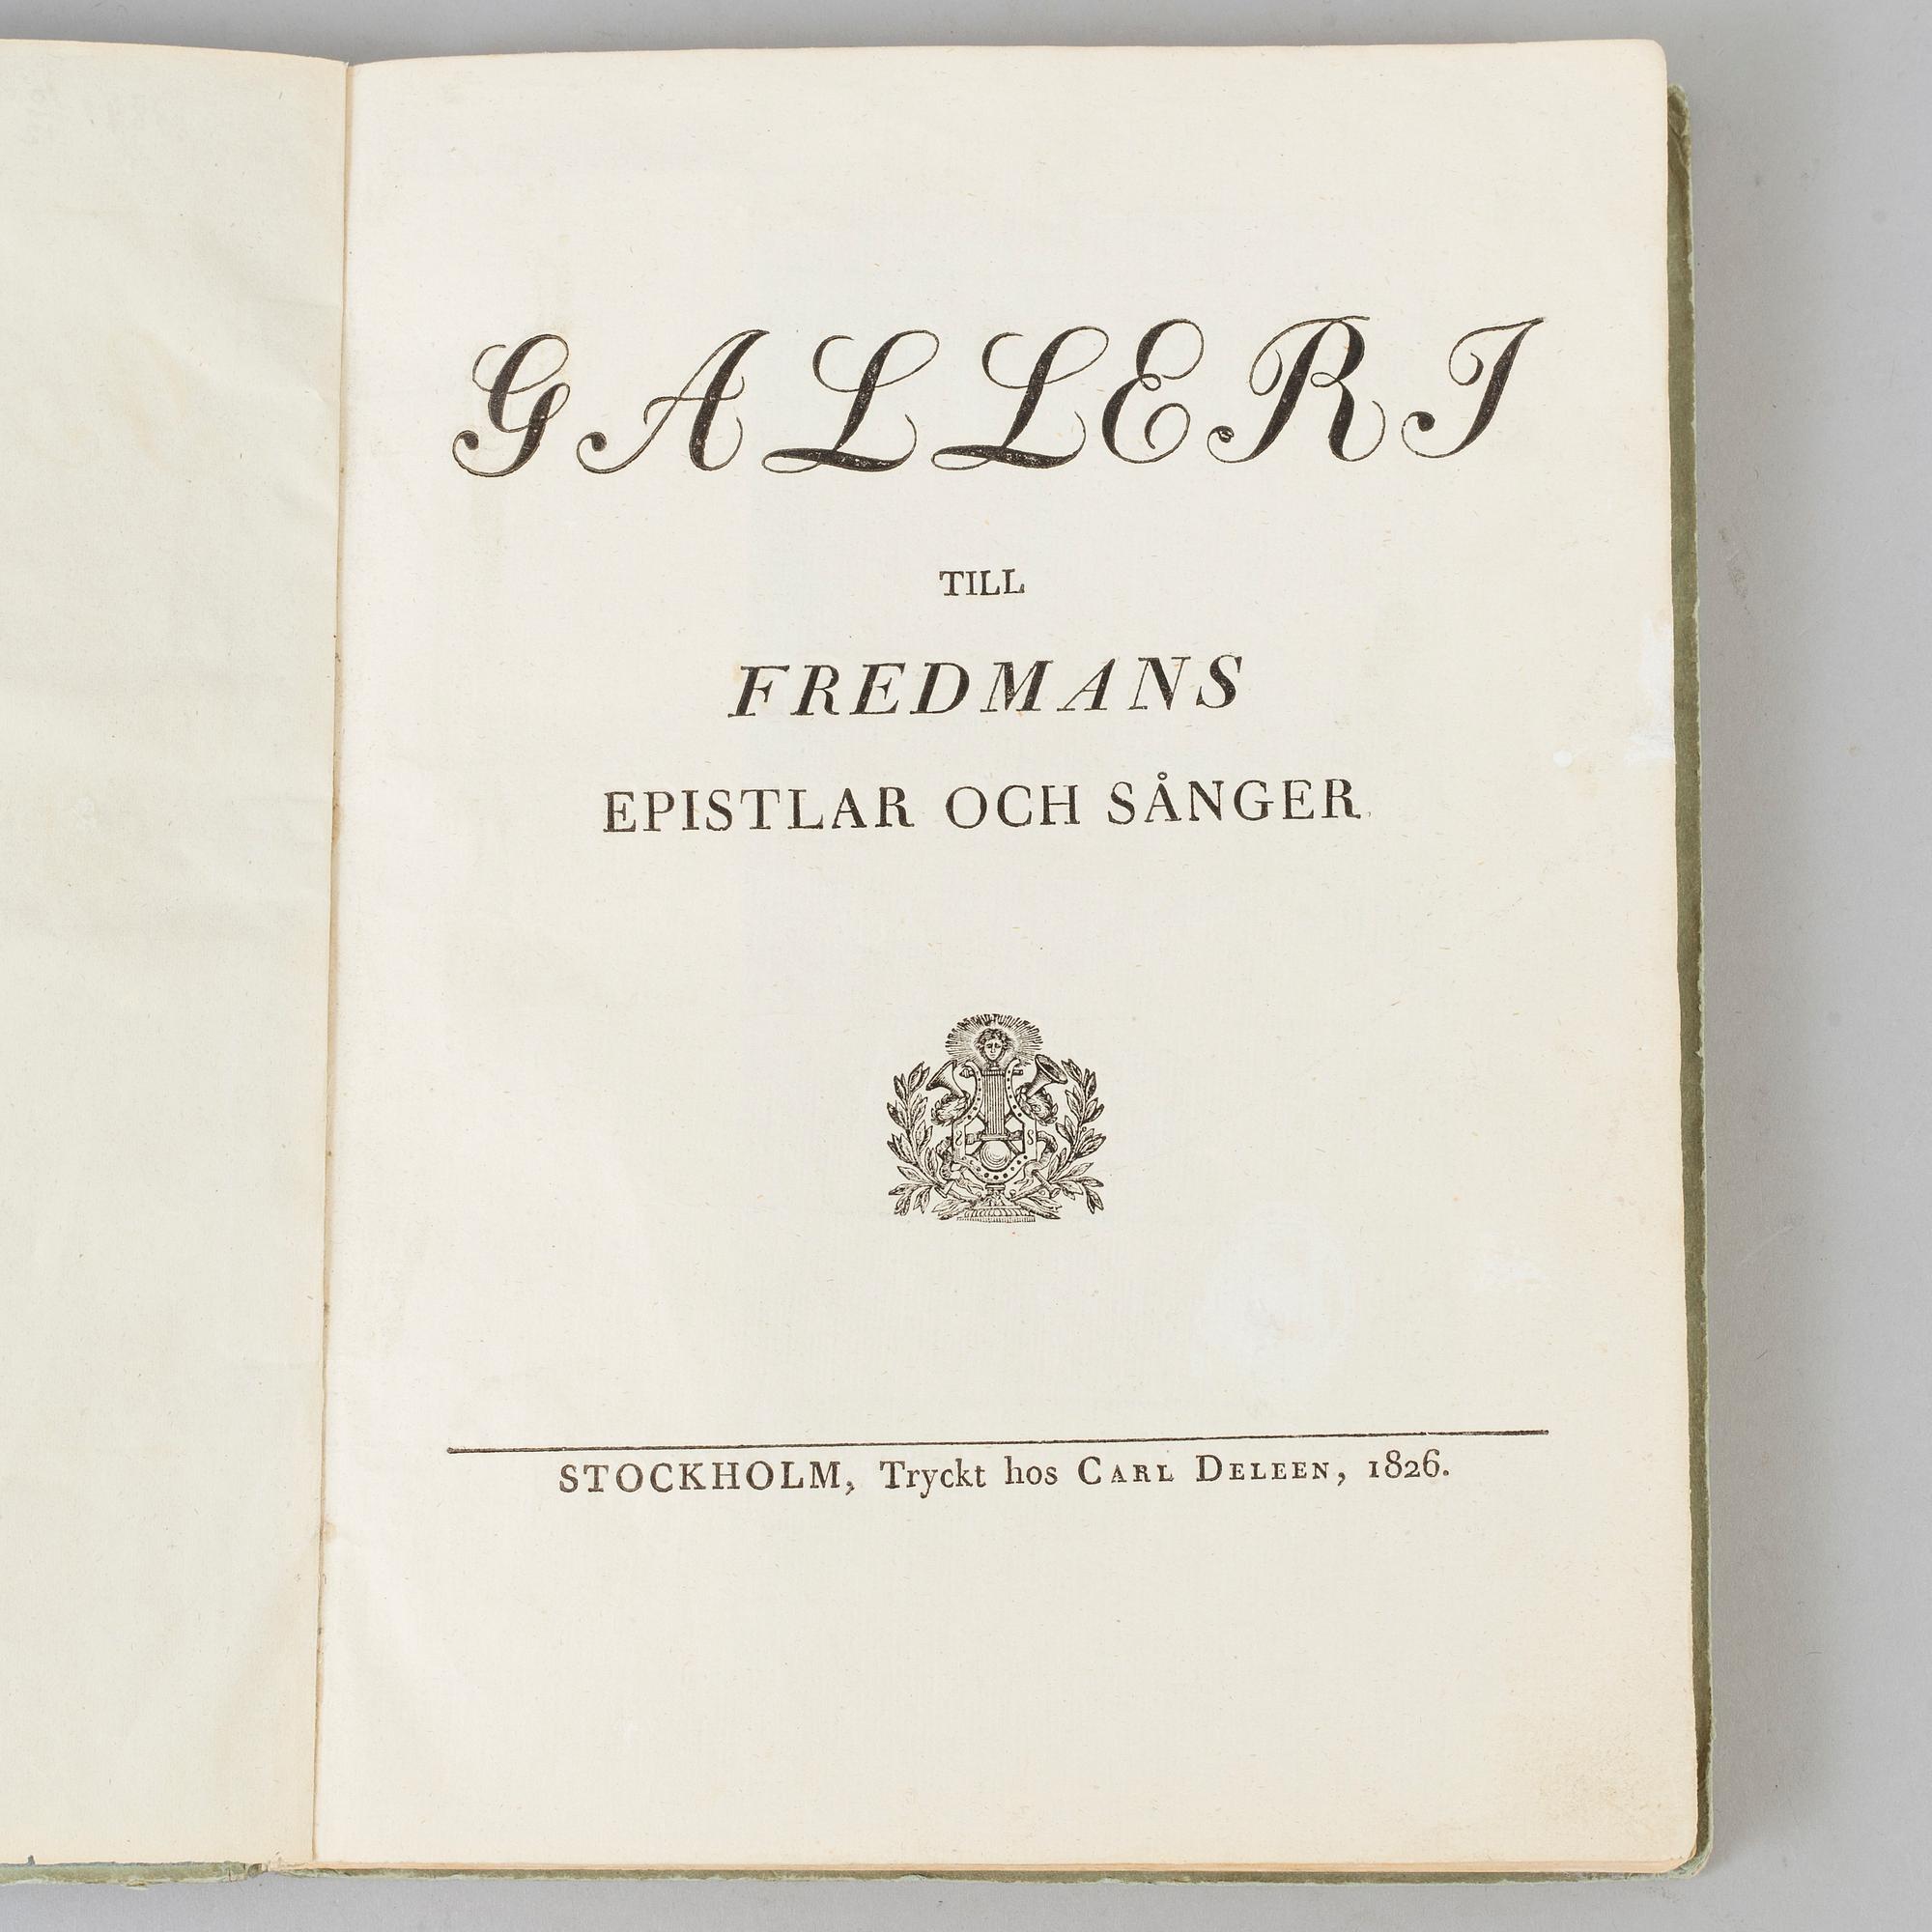 GALLERI
TILL
FREDMANS
EPISTLAR OCH SÅNGER.
STOCKHOLM, Tryckt hos CARL DELEEN, 1826.